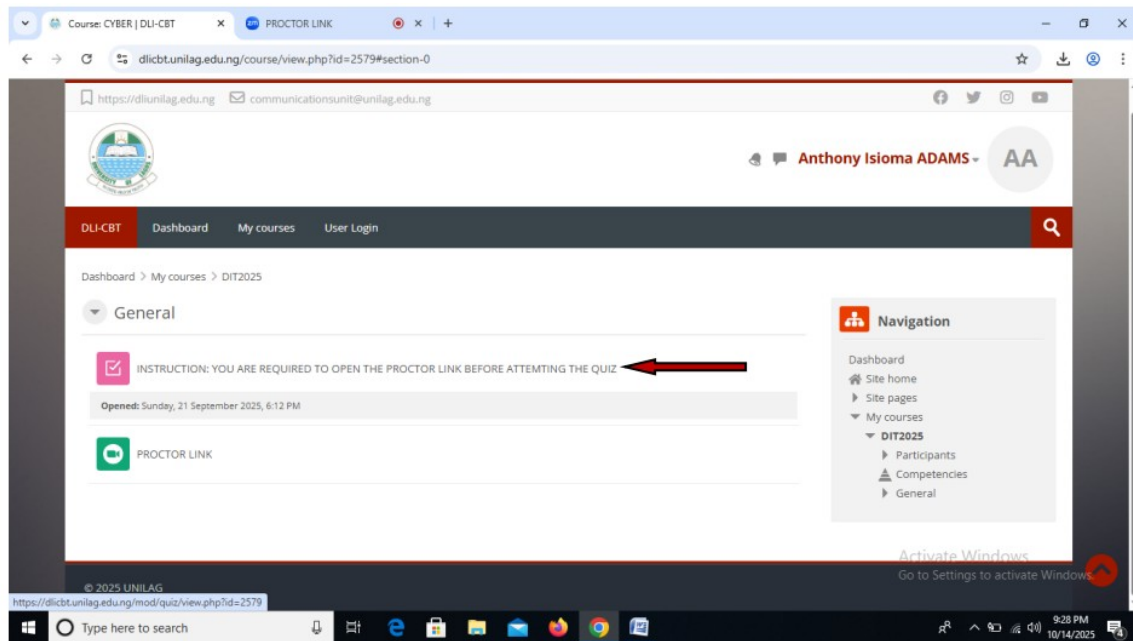 Course: CYBER | DLI-CBT
PROCTOR LINK
dlicbt.unilag.edu.ng/course/view.php?id=2579#section-0
https://dliunilag.edu.ng communicationsunit@unilag.edu.ng
Anthony Isioma ADAMS
AA
DLI-CBT Dashboard My courses User Login
Dashboard > My courses > DIT2025
General
INSTRUCTION: YOU ARE REQUIRED TO OPEN THE PROCTOR LINK BEFORE ATTEMTING THE QUIZ
Opened: Sunday, 21 September 2025, 6:12 PM
PROCTOR LINK
Navigation
Dashboard
Site home
Site pages
My courses
DIT2025
Participants
Competencies
General
Activate Windows
Go to Settings to activate Windows.
© 2025 UNILAG
https://dlicbt.unilag.edu.ng/mod/quiz/view.php?id=2579
Type here to search
9:28 PM
10/14/2025